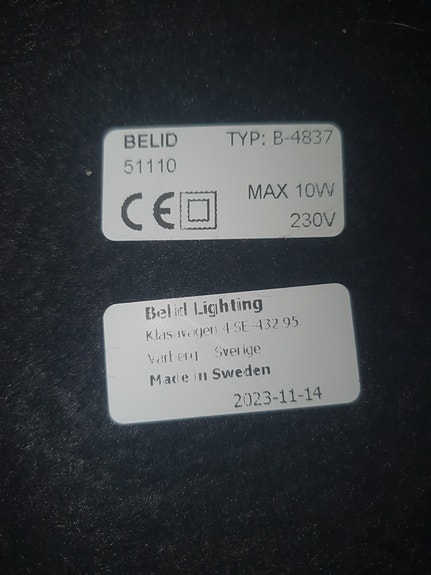 BELID TYP: B-4837
51110
CE MAX 10W
230V
Belid Lighting
Klasavägen 4 SE-432 95
Varberg Sverige
Made in Sweden
2023-11-14